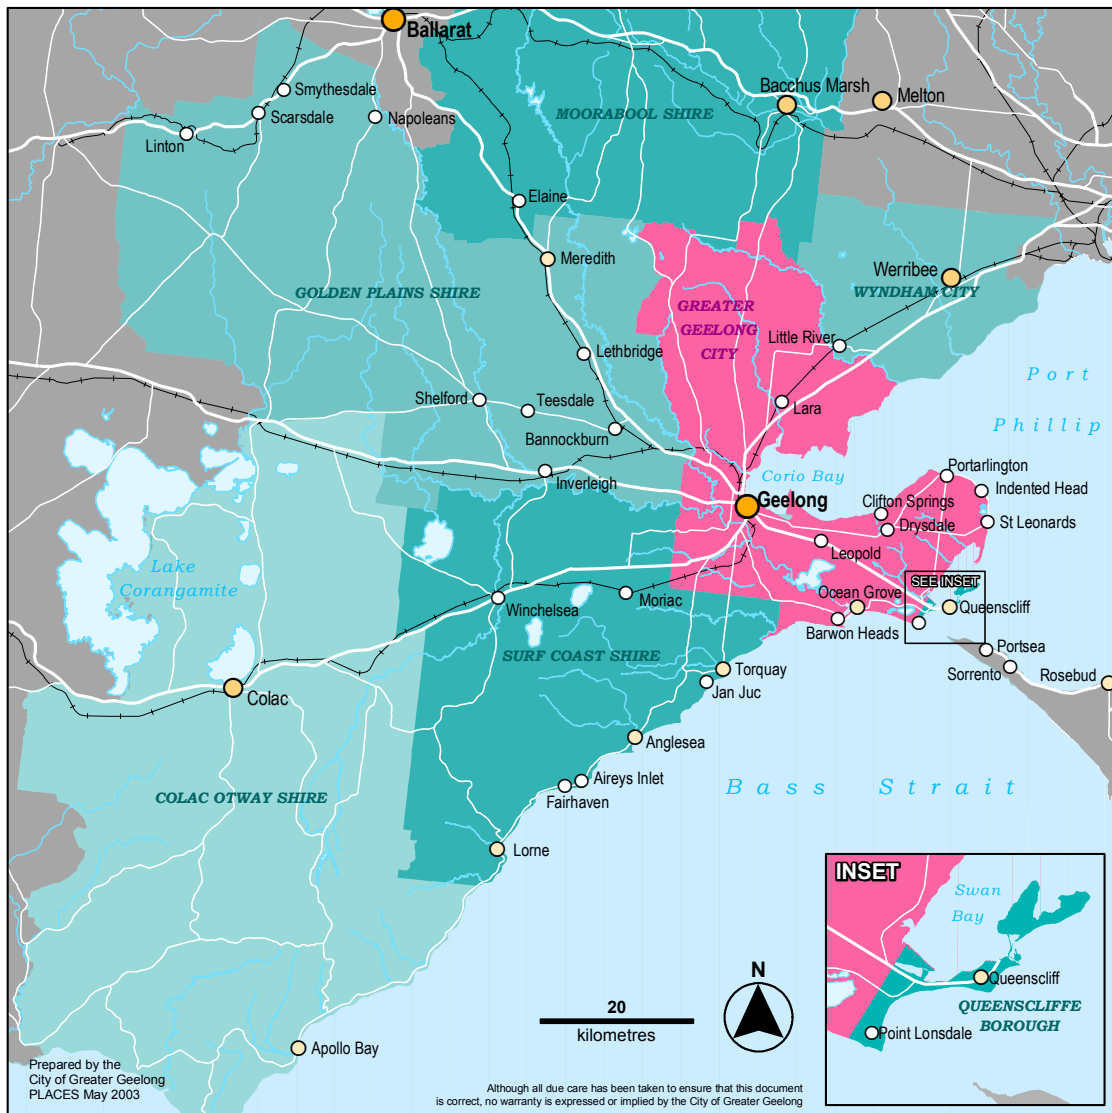 Ballarat
Smythesdale
Scarsdale
Napoleans
Linton
Bacchus Marsh
Melton
MOORABOOL SHIRE
Elaine
Meredith
Werribee
WYNDHAM CITY
GOLDEN PLAINS SHIRE
GREATER
GEELONG
CITY
Little River
Lethbridge
Port
Phillip
Shelford
Teesdale
Lara
Bannockburn
Inverleigh
Corio Bay
Portarlington
Indented Head
Geelong
Clifton Springs
Drysdale
St Leonards
Leopold
Lake
Corangamite
SEE INSET
Winchelsea
Moriac
Ocean Grove
Queenscliff
Barwon Heads
SURF COAST SHIRE
Portsea
Sorrento
Rosebud
Torquay
Jan Juc
Colac
Anglesea
Aireys Inlet
Fairhaven
Bass Strait
COLAC OTWAY SHIRE
Lorne
INSET
Swan
Bay
Queenscliff
QUEENSCLIFFE
BOROUGH
Point Lonsdale
N
20
kilometres
Apollo Bay
Prepared by the
City of Greater Geelong
PLACES May 2003
Although all due care has been taken to ensure that this document
is correct, no warranty is expressed or implied by the City of Greater Geelong